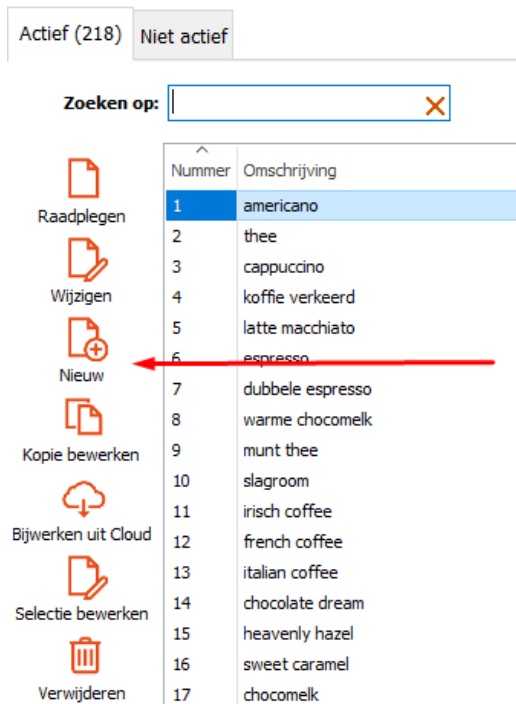 Actief (218) Niet actief
Zoeken op:
Raadplegen
Wijzigen
Nieuw
Kopie bewerken
Bijwerken uit Cloud
Selectie bewerken
Verwijderen
Nummer Omschrijving
1 americano
2 thee
3 cappuccino
4 koffie verkeerd
5 latte macchiato
6 espresso
7 dubbele espresso
8 warme chocomelk
9 munt thee
10 slagroom
11 irisch coffee
12 french coffee
13 italian coffee
14 chocolate dream
15 heavenly hazel
16 sweet caramel
17 chocomelk